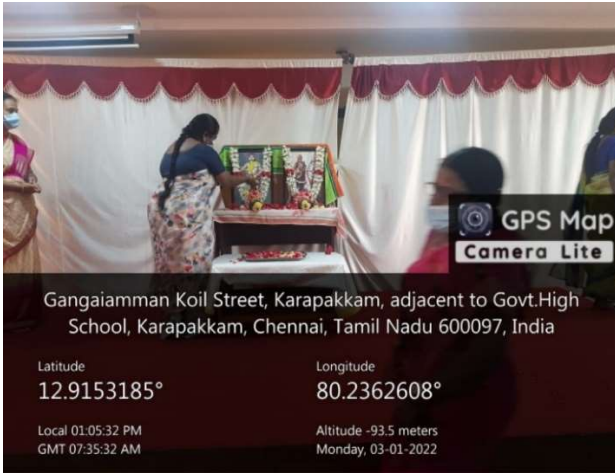 GPS Map
Camera Lite
Gangaiamman Koil Street, Karapakkam, adjacent to Govt.High
School, Karapakkam, Chennai, Tamil Nadu 600097, India
Latitude
12.9153185°
Longitude
80.2362608°
Local 01:05:32 PM
GMT 07:35:32 AM
Altitude -93.5 meters
Monday, 03-01-2022